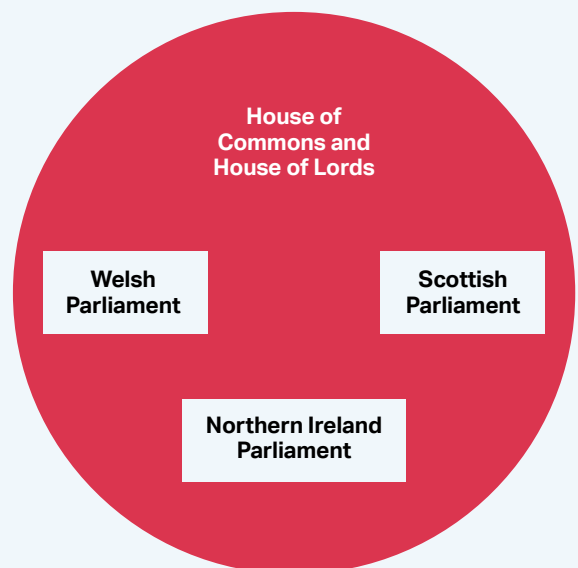 House of
Commons and
House of Lords
Welsh
Parliament
Scottish
Parliament
Northern Ireland
Parliament